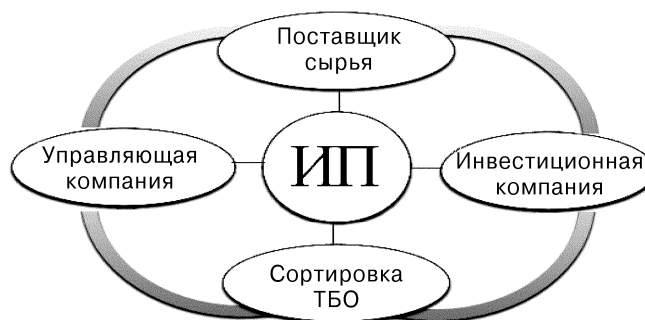 Поставщик
сырья
Управляющая
компания
ИП
Инвестиционная
компания
Сортировка
ТБО